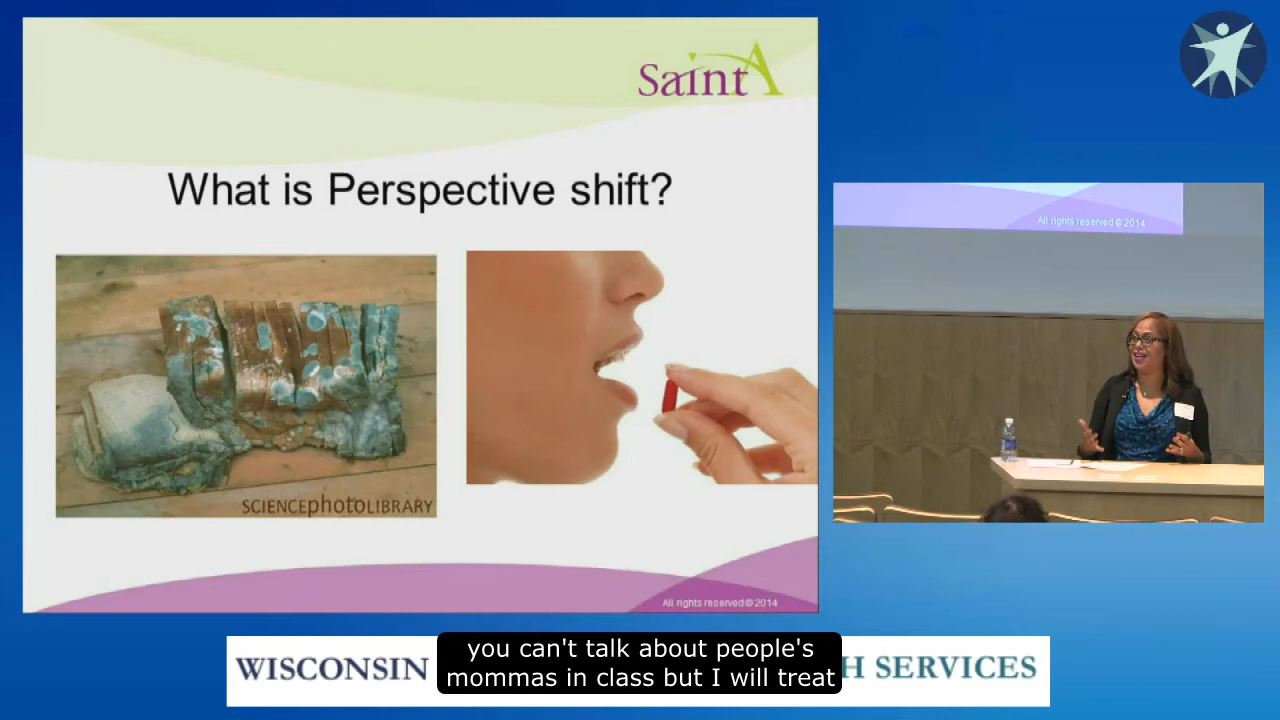 SaintA
What is Perspective shift?
SCIENCEphotoLIBRARY
All rights reserved © 2014
All rights reserved © 2014
WISCONSIN
H SERVICES
you can't talk about people's
mommas in class but I will treat